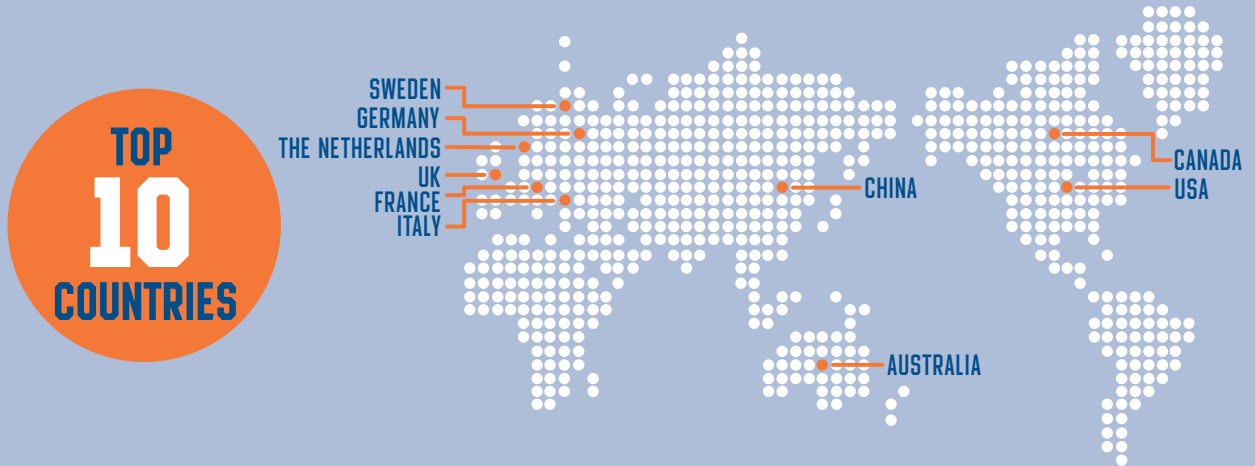 TOP
10
COUNTRIES
SWEDEN
GERMANY
THE NETHERLANDS
UK
FRANCE
ITALY
CHINA
AUSTRALIA
CANADA
USA